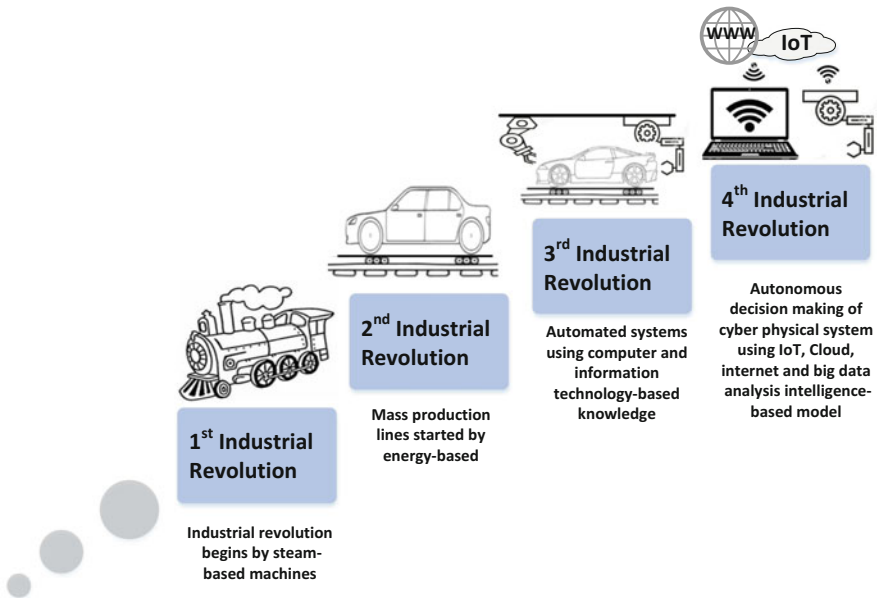 WWW
IoT
4th Industrial
Revolution
Autonomous
decision making of
cyber physical system
using IoT, Cloud,
internet and big data
analysis intelligence-
based model
3rd Industrial
Revolution
Automated systems
using computer and
information
technology-based
knowledge
2nd Industrial
Revolution
Mass production
lines started by
energy-based
1st Industrial
Revolution
Industrial revolution
begins by steam-
based machines